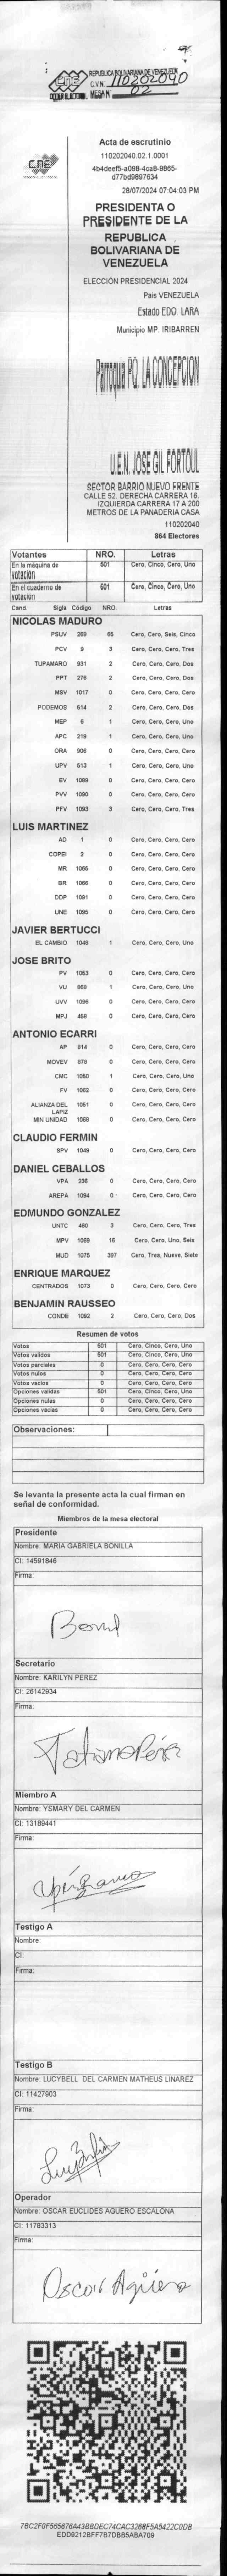 REPUBLICA BOLIVARIANA DE VENEZUELA
CNE
C.V.N. 110202040
MESA N. 02
Acta de escrutinio
CNE
110202040.02.1.0001
4b4deef5-a098-4ca8-9865-
d77bd9897634
28/07/2024 07:04:03 PM
PRESIDENTA O
PRESIDENTE DE LA
REPUBLICA
BOLIVARIANA DE
VENEZUELA
ELECCIÓN PRESIDENCIAL 2024
Pais VENEZUELA
Estado EDO. LARA
Municipio MP. IRIBARREN
Parroquia PQ. LA CONCEPCION
U.E.N. JOSE GIL FORTOUL
SECTOR BARRIO NUEVO FRENTE
CALLE 52. DERECHA CARRERA 16.
IZQUIERDA CARRERA 17 A 200
METROS DE LA PANADERIA CASA
110202040
864 Electores
Votantes NRO. Letras
En la máquina de votación 501 Cero, Cinco, Cero, Uno
En el cuaderno de votación 501 Cero, Cinco, Cero, Uno
Cand Sigla Código NRO. Letras
NICOLAS MADURO
PSUV 269 65 Cero, Cero, Seis, Cinco
PCV 9 3 Cero, Cero, Cero, Tres
TUPAMARO 931 2 Cero, Cero, Cero, Dos
PPT 278 2 Cero, Cero, Cero, Dos
MSV 1017 0 Cero, Cero, Cero, Cero
PODEMOS 514 2 Cero, Cero, Cero, Dos
MEP 6 1 Cero, Cero, Cero, Uno
APC 219 1 Cero, Cero, Cero, Uno
ORA 906 0 Cero, Cero, Cero, Cero
UPV 513 1 Cero, Cero, Cero, Uno
EV 1089 0 Cero, Cero, Cero, Cero
PVV 1090 0 Cero, Cero, Cero, Cero
PFV 1093 3 Cero, Cero, Cero, Tres
LUIS MARTINEZ
AD 1 0 Cero, Cero, Cero, Cero
COPEI 2 0 Cero, Cero, Cero, Cero
MR 1065 0 Cero, Cero, Cero, Cero
BR 1066 0 Cero, Cero, Cero, Cero
DDP 1091 0 Cero, Cero, Cero, Cero
UNE 1095 0 Cero, Cero, Cero, Cero
JAVIER BERTUCCI
EL CAMBIO 1048 1 Cero, Cero, Cero, Uno
JOSE BRITO
PV 1053 0 Cero, Cero, Cero, Cero
VU 869 1 Cero, Cero, Cero, Uno
UVV 1096 0 Cero, Cero, Cero, Cero
MPJ 458 0 Cero, Cero, Cero, Cero
ANTONIO ECARRI
AP 814 0 Cero, Cero, Cero, Cero
MOVEV 978 0 Cero, Cero, Cero, Cero
CMC 1050 1 Cero, Cero, Cero, Uno
FV 1062 0 Cero, Cero, Cero, Cero
ALIANZA DEL LAPIZ 1051 0 Cero, Cero, Cero, Cero
MIN UNIDAD 1068 0 Cero, Cero, Cero, Cero
CLAUDIO FERMIN
SPV 1049 0 Cero, Cero, Cero, Cero
DANIEL CEBALLOS
VPA 236 0 Cero, Cero, Cero, Cero
AREPA 1094 0 Cero, Cero, Cero, Cero
EDMUNDO GONZALEZ
UNTC 460 3 Cero, Cero, Cero, Tres
MPV 1069 16 Cero, Cero, Uno, Seis
MUD 1075 397 Cero, Tres, Nueve, Siete
ENRIQUE MARQUEZ
CENTRADOS 1073 0 Cero, Cero, Cero, Cero
BENJAMIN RAUSSEO
CONDE 1092 2 Cero, Cero, Cero, Dos
Resumen de votos
Votos 501 Cero, Cinco, Cero, Uno
Votos válidos 501 Cero, Cinco, Cero, Uno
Votos parciales 0 Cero, Cero, Cero, Cero
Votos nulos 0 Cero, Cero, Cero, Cero
Votos vacíos 0 Cero, Cero, Cero, Cero
Opciones validas 501 Cero, Cinco, Cero, Uno
Opciones nulas 0 Cero, Cero, Cero, Cero
Opciones vacías 0 Cero, Cero, Cero, Cero
Observaciones:
Se levanta la presente acta la cual firman en
señal de conformidad.
Miembros de la mesa electoral
Presidente
Nombre: MARIA GABRIELA BONILLA
CI: 14591846
Firma:
Secretario
Nombre: KARILYN PEREZ
CI: 26142934
Firma:
Miembro A
Nombre: YSMARY DEL CARMEN
CI: 13189441
Firma:
Testigo A
Nombre:
CI:
Firma:
Testigo B
Nombre: LUCYBELL DEL CARMEN MATHEUS LINAREZ
CI: 11427903
Firma:
Operador
Nombre: OSCAR EUCLIDES AGUERO ESCALONA
CI: 11783313
Firma:
Oscar Agüero
7BC2F0F565876A43BBDEC74CAC3268F5A5422C0DB
EDD9212BFF7B7DBB5ABA709